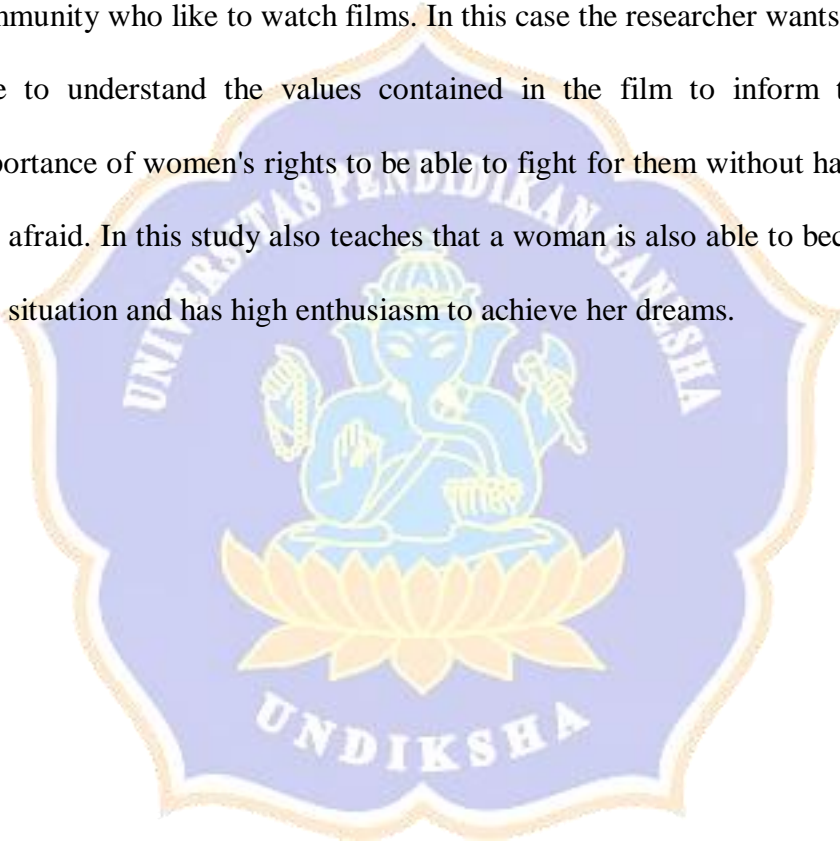 mmunity who like to watch films. In this case the researcher wants
e to understand the values contained in the film to inform t
portance of women's rights to be able to fight for them without ha
afraid. In this study also teaches that a woman is also able to bec
situation and has high enthusiasm to achieve her dreams.
UNIVERSITAS PENDIDIKAN GANESHA
UNDIKSHA